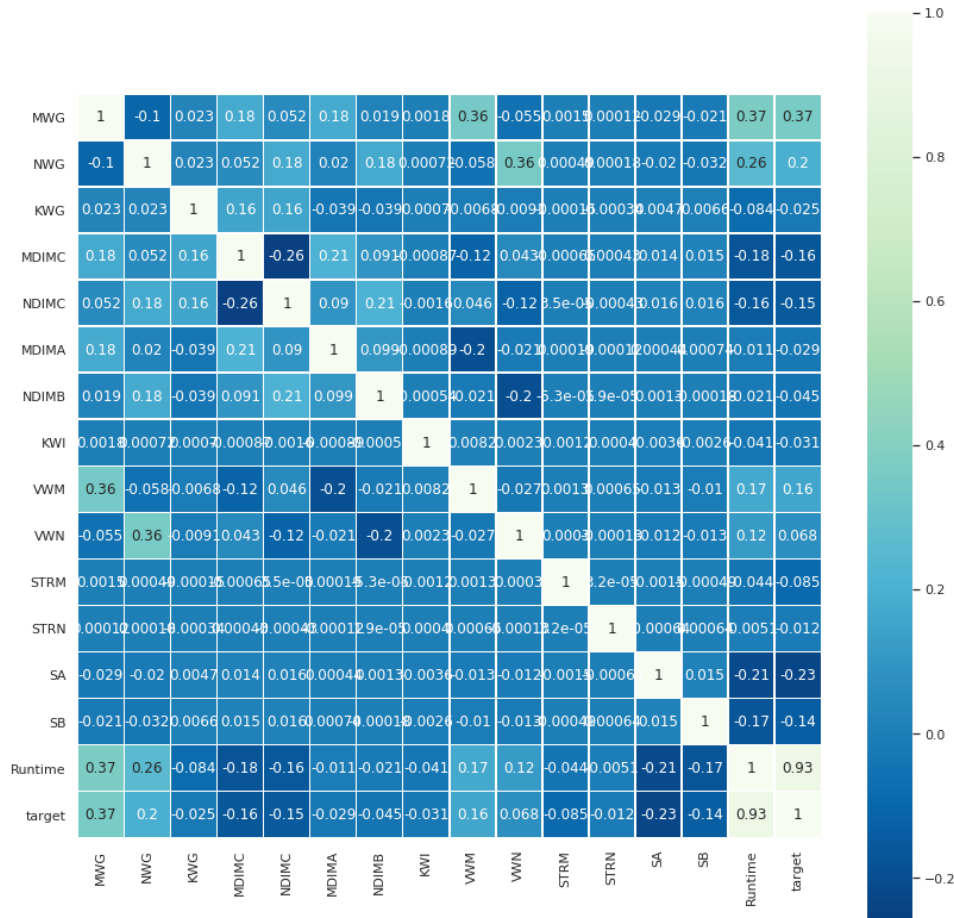 1.0
MWG 1 -0.1 0.023 0.18 0.052 0.18 0.019 0.0018 0.36 -0.055 0.0015 -0.029 -0.021 0.37 0.37
NWG -0.1 1 0.023 0.052 0.18 0.02 0.18 0.00072 -0.058 0.36 -0.02 -0.032 0.26 0.2
0.8
KWG 0.023 0.023 1 0.16 0.16 -0.039 -0.039 0.0066 -0.084 -0.025
MDIMC 0.18 0.052 0.16 1 -0.26 0.21 0.091 -0.00087 -0.12 0.043 0.014 0.015 -0.18 -0.16
0.6
NDIMC 0.052 0.18 0.16 -0.26 1 0.09 0.21 -0.0016 0.046 -0.12 0.016 0.016 -0.16 -0.15
MDIMA 0.18 0.02 -0.039 0.21 0.09 1 0.099 -0.00089 -0.2 -0.021 -0.011 -0.029
NDIMB 0.019 0.18 -0.039 0.091 0.21 0.099 1 0.00054 -0.021 -0.2 -0.021 -0.045
0.4
KWI 0.0018 0.00072 1 0.0082 0.0023 -0.0012 -0.0026 -0.041 -0.031
VWM 0.36 -0.058 -0.0068 -0.12 0.046 -0.2 -0.021 0.0082 1 -0.027 0.0013 -0.013 -0.01 0.17 0.16
VWN -0.055 0.36 -0.0091 0.043 -0.12 -0.021 -0.2 0.0023 -0.027 1 -0.012 -0.013 0.12 0.068
0.2
STRM 0.0015 -0.0012 0.0013 1 -0.044 -0.085
STRN 1 -0.0051 -0.012
SA -0.029 -0.02 0.0047 0.014 0.016 -0.013 -0.012 1 0.015 -0.21 -0.23
SB -0.021 -0.032 0.0066 0.015 0.016 -0.0026 -0.01 -0.013 0.015 1 -0.17 -0.14
0.0
Runtime 0.37 0.26 -0.084 -0.18 -0.16 -0.011 -0.021 -0.041 0.17 0.12 -0.044 -0.0051 -0.21 -0.17 1 0.93
target 0.37 0.2 -0.025 -0.16 -0.15 -0.029 -0.045 -0.031 0.16 0.068 -0.085 -0.012 -0.23 -0.14 0.93 1
-0.2
MWG NWG KWG MDIMC NDIMC MDIMA NDIMB KWI VWM VWN STRM STRN SA SB Runtime target